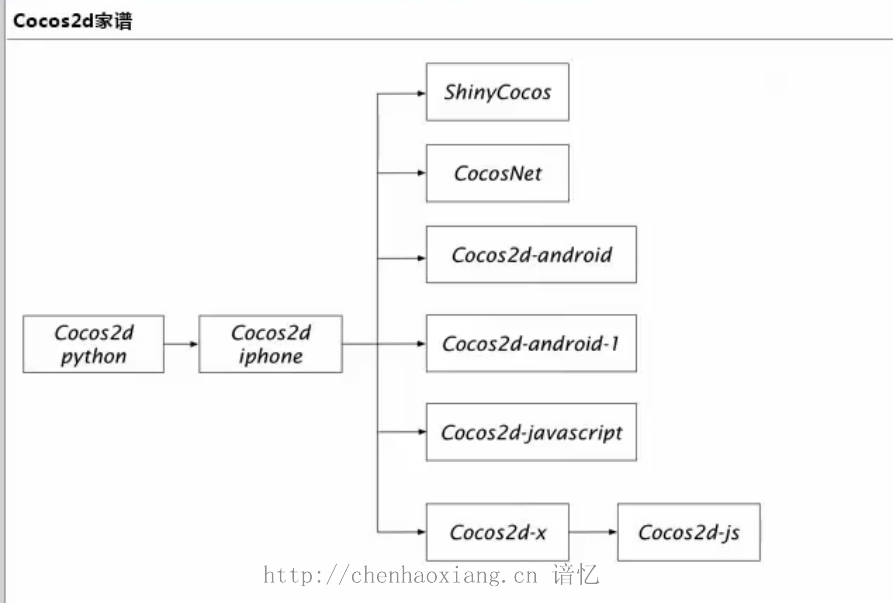 Cocos2d家谱
ShinyCocos
CocosNet
Cocos2d-android
Cocos2d
python
Cocos2d
iphone
Cocos2d-android-1
Cocos2d-javascript
Cocos2d-x
Cocos2d-js
http://chenhaoxiang.cn 谙忆